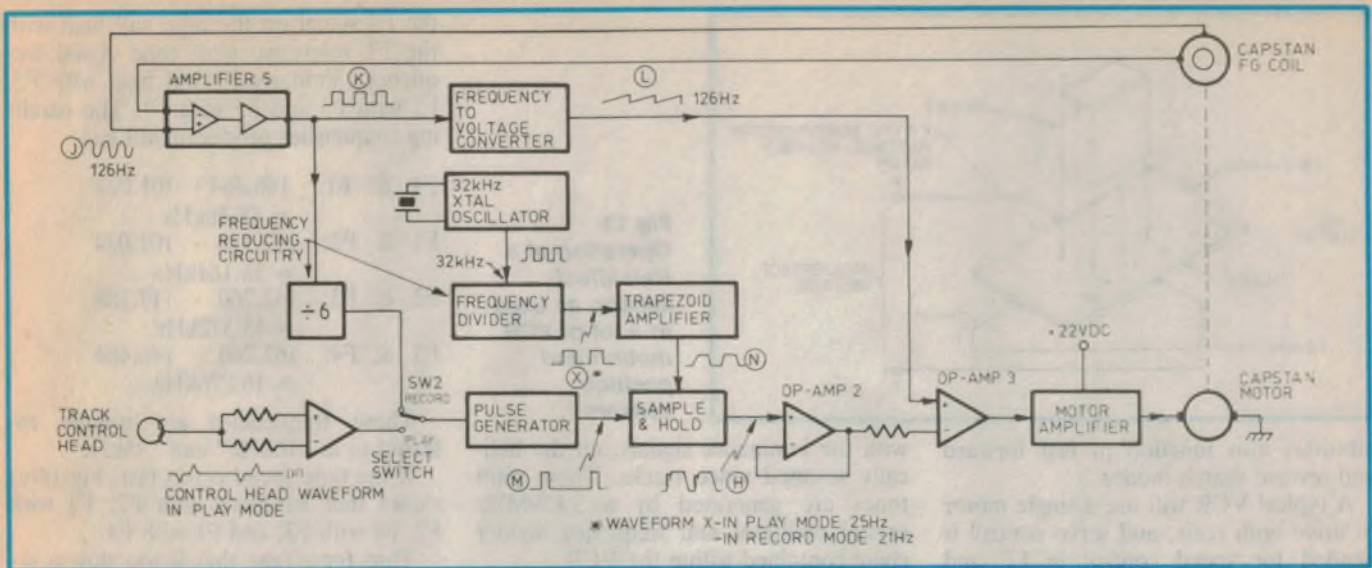 CAPSTAN
FG COIL
AMPLIFIER 5
K
FREQUENCY
TO
VOLTAGE
CONVERTER
L
126Hz
J
126Hz
32kHz
XTAL
OSCILLATOR
FREQUENCY
REDUCING
CIRCUITRY
32kHz
÷6
FREQUENCY
DIVIDER
TRAPEZOID
AMPLIFIER
X *
N
+22VDC
OP-AMP 2
OP-AMP 3
CAPSTAN
MOTOR
SW2
RECORD
TRACK
CONTROL
HEAD
PULSE
GENERATOR
SAMPLE
& HOLD
MOTOR
AMPLIFIER
PLAY
SELECT
SWITCH
CONTROL HEAD WAVEFORM
IN PLAY MODE
M
H
* WAVEFORM X-IN PLAY MODE 25Hz
-IN RECORD MODE 21Hz